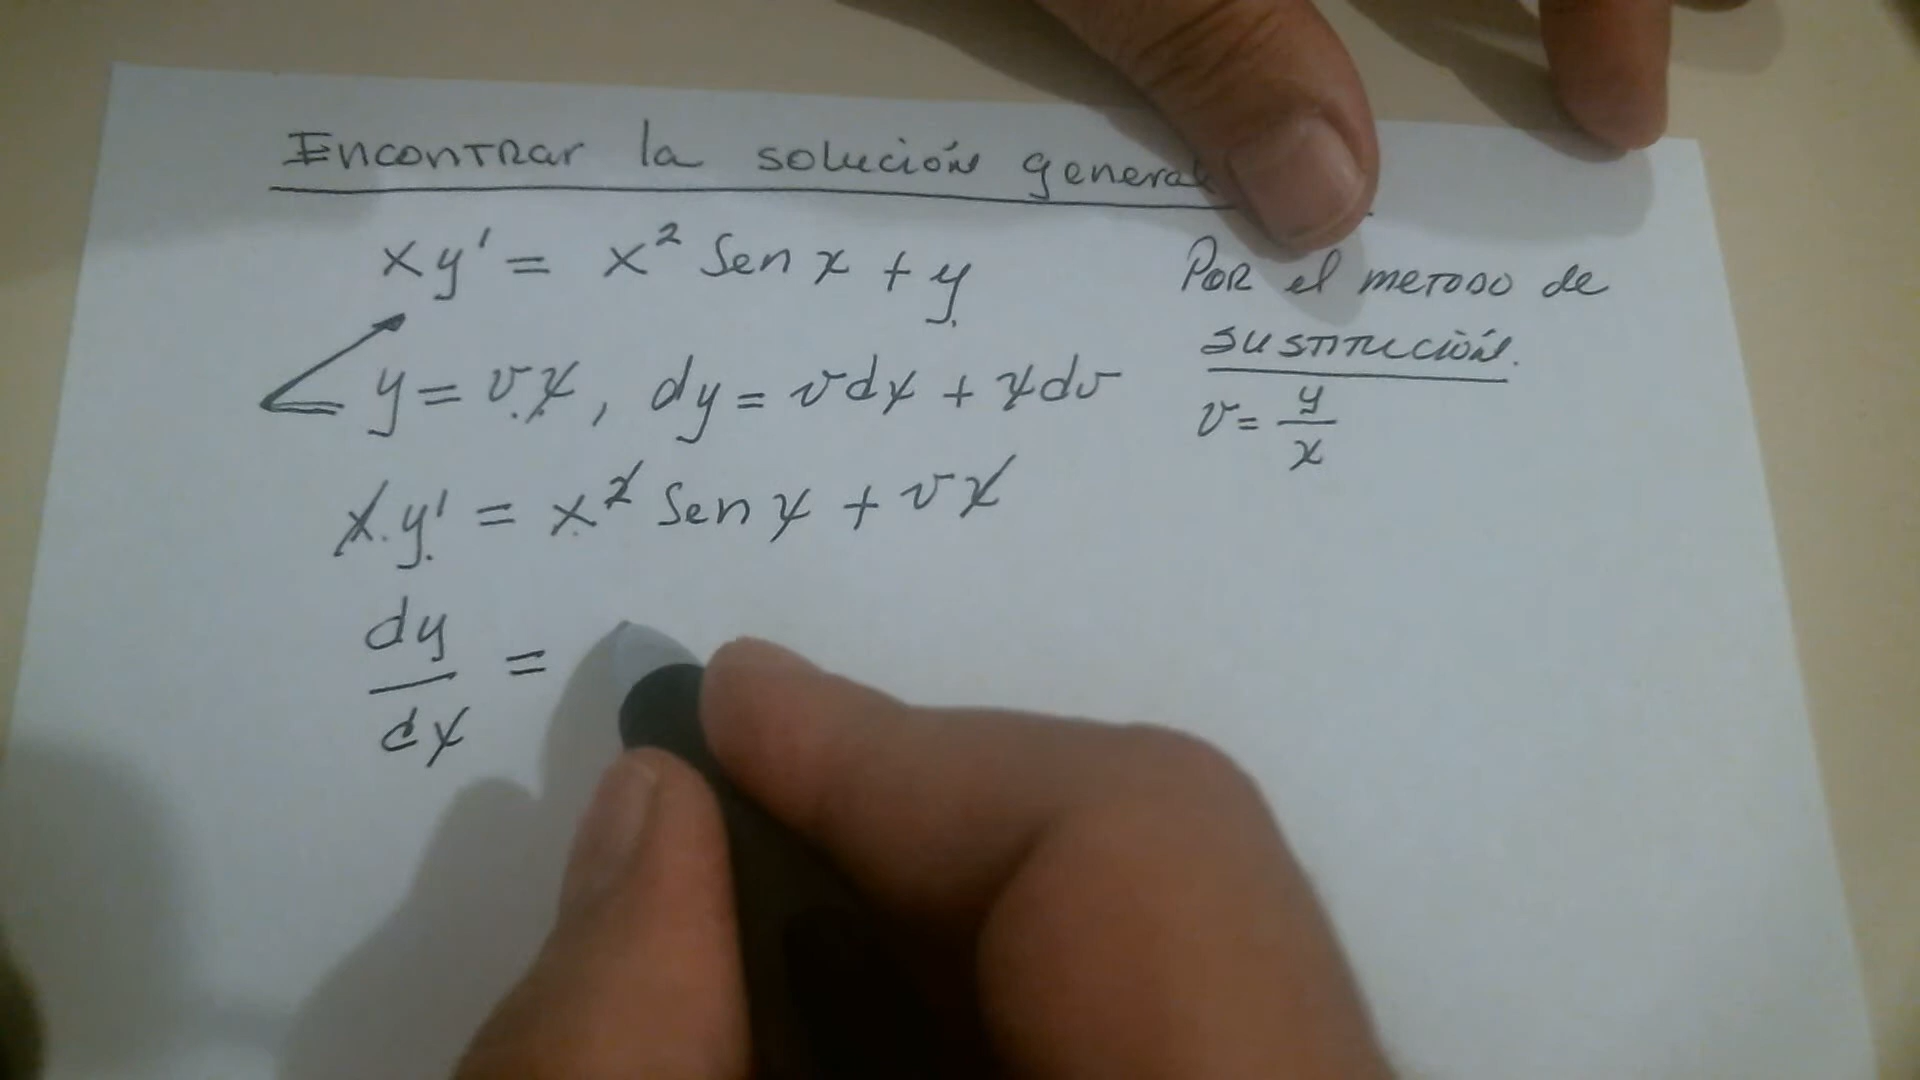 Encontrar la solución general
xy' = x² Sen x + y
Por el metodo de
sustitución.
y = vx, dy = vdx + xdv
v = y/x
x.y' = x² Sen x + vx
dy/dx =